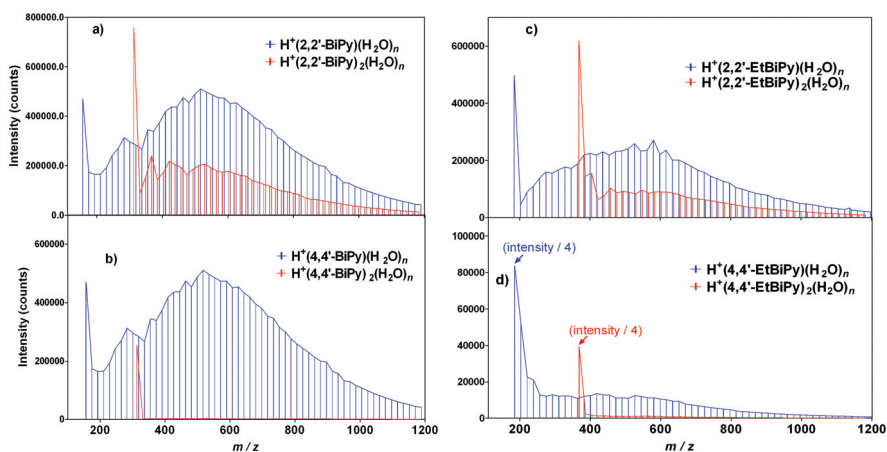 a)
H⁺(2,2'-BiPy)(H₂O)n
H⁺(2,2'-BiPy)₂(H₂O)n
Intensity (counts)
800000.0
600000.0
400000.0
200000.0
0.0
b)
H⁺(4,4'-BiPy)(H₂O)n
H⁺(4,4'-BiPy)₂(H₂O)n
Intensity (counts)
600000
400000
200000
0
200 400 600 800 1000 1200
m / z
c)
H⁺(2,2'-EtBiPy)(H₂O)n
H⁺(2,2'-EtBiPy)₂(H₂O)n
600000
400000
200000
0
d)
(intensity / 4)
(intensity / 4)
H⁺(4,4'-EtBiPy)(H₂O)n
H⁺(4,4'-EtBiPy)₂(H₂O)n
100000
80000
60000
40000
20000
0
200 400 600 800 1000 1200
m / z